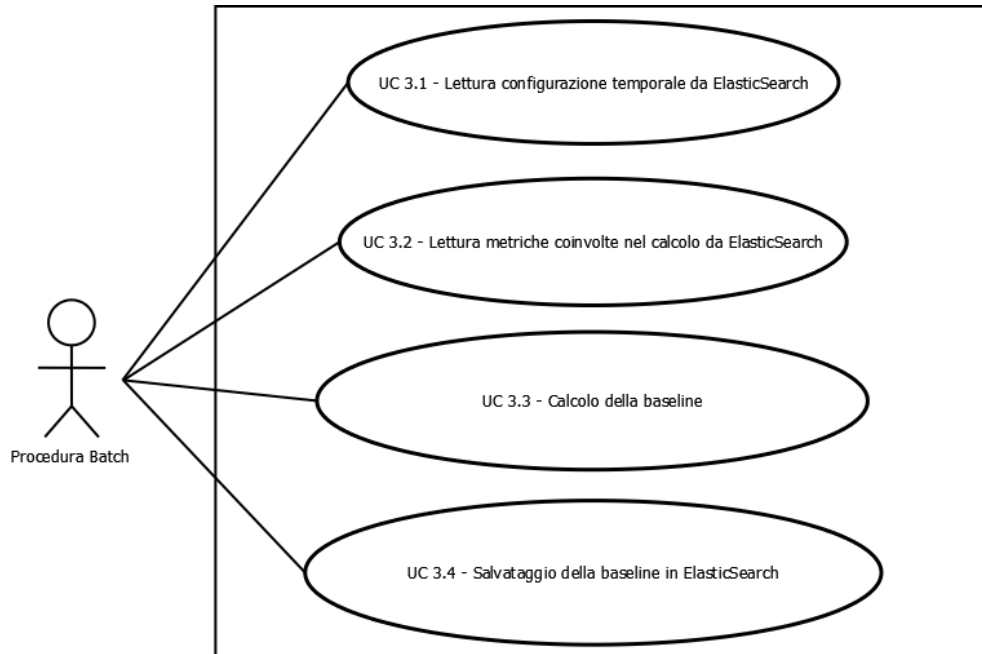 UC 3.1 - Lettura configurazione temporale da ElasticSearch
UC 3.2 - Lettura metriche coinvolte nel calcolo da ElasticSearch
UC 3.3 - Calcolo della baseline
Procedura Batch
UC 3.4 - Salvataggio della baseline in ElasticSearch